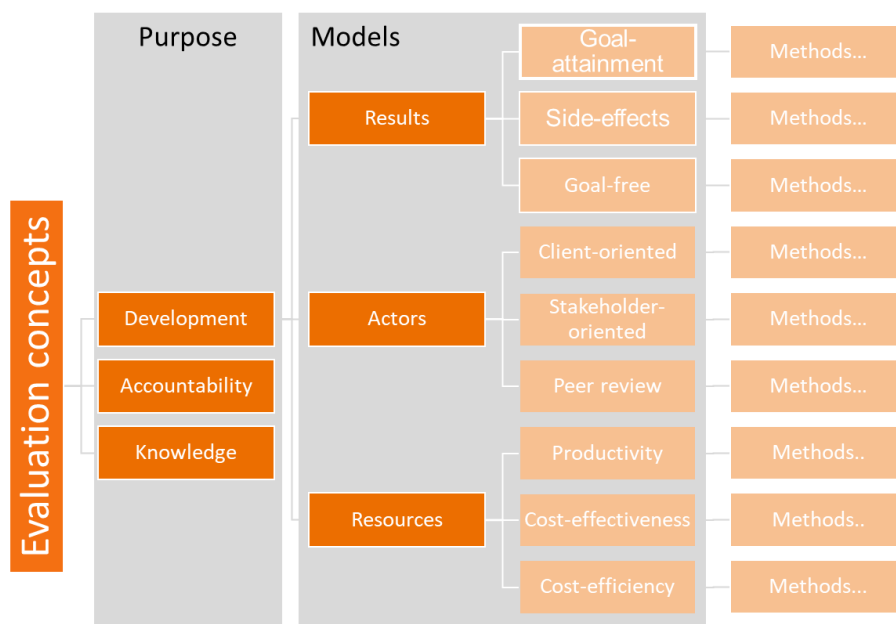 Evaluation concepts
Purpose
Development
Accountability
Knowledge
Models
Results
Goal-
attainment
Methods...
Side-effects
Methods...
Goal-free
Methods...
Actors
Client-oriented
Methods...
Stakeholder-
oriented
Methods...
Peer review
Methods...
Resources
Productivity
Methods..
Cost-effectiveness
Methods..
Cost-efficiency
Methods...